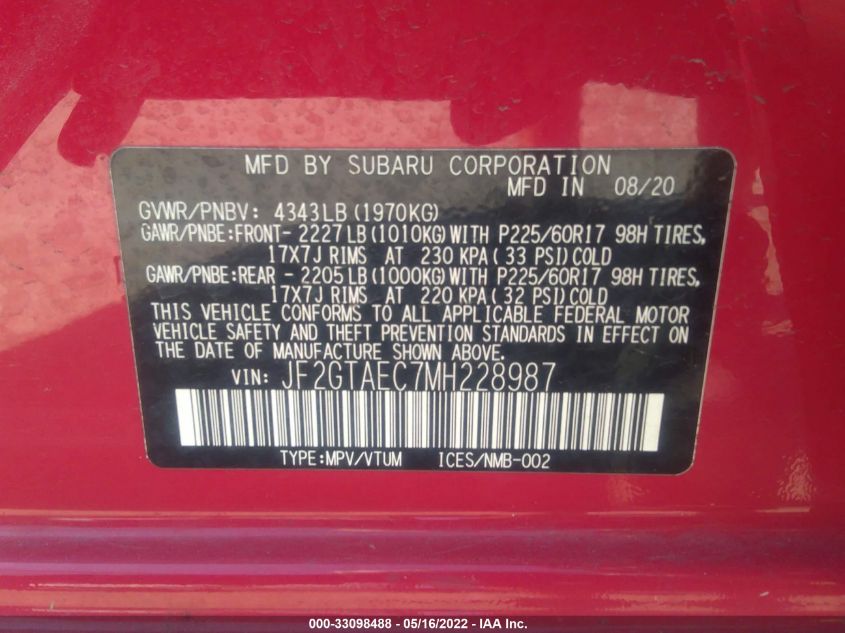 MFD BY SUBARU CORPORATION
MFD IN 08/20
GVWR/PNBV: 4343LB (1970KG)
GAWR/PNBE:FRONT- 2227LB (1010KG) WITH P225/60R17 98H TIRES,
17X7J RIMS AT 230 KPA ( 33 PSI) COLD
GAWR/PNBE:REAR - 2205LB (1000KG) WITH P225/60R17 98H TIRES,
17X7J RIMS AT 220 KPA ( 32 PSI) COLD
THIS VEHICLE CONFORMS TO ALL APPLICABLE FEDERAL MOTOR
VEHICLE SAFETY AND THEFT PREVENTION STANDARDS IN EFFECT ON
THE DATE OF MANUFACTURE SHOWN ABOVE.
VIN: JF2GTAEC7MH228987
TYPE:MPV/VTUM ICES/NMB-002
000-33098488 - 05/16/2022 - IAA Inc.